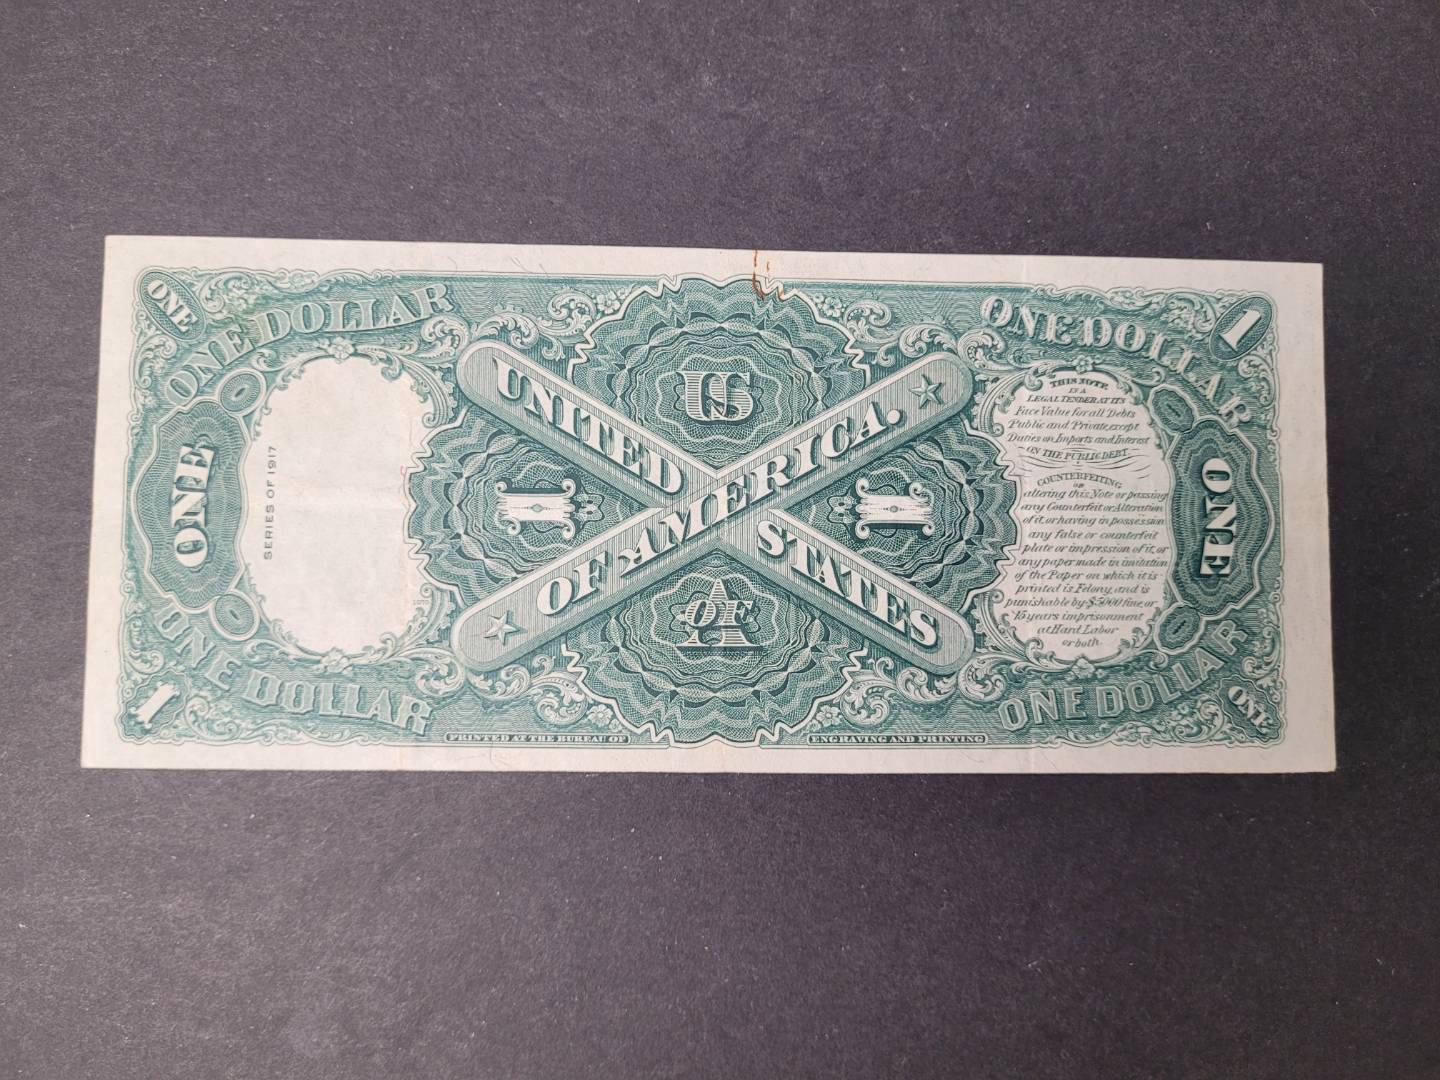 ONE
ONE DOLLAR
ONE DOLLAR
1
US
UNITED
STATES
OF AMERICA.
1
1
OF
A
ONE
SERIES OF 1917
ONE
THIS NOTE
IS A
LEGAL TENDER AT ITS
Face Value for all Debts
Public and Private, except
Duties on Imports and Interest
ON THE PUBLIC DEBT.
COUNTERFEITING
or
altering this Note or passing
any Counterfeit or Alteration
of it, or having in possession
any false or counterfeit
plate or impression of it, or
any paper made in imitation
of the Paper on which it is
printed is Felony, and is
punishable by $5000 fine, or
15 years imprisonment
at Hard Labor
or both.
1
ONE DOLLAR
ONE DOLLAR
ONE
PRINTED AT THE BUREAU OF
ENGRAVING AND PRINTING